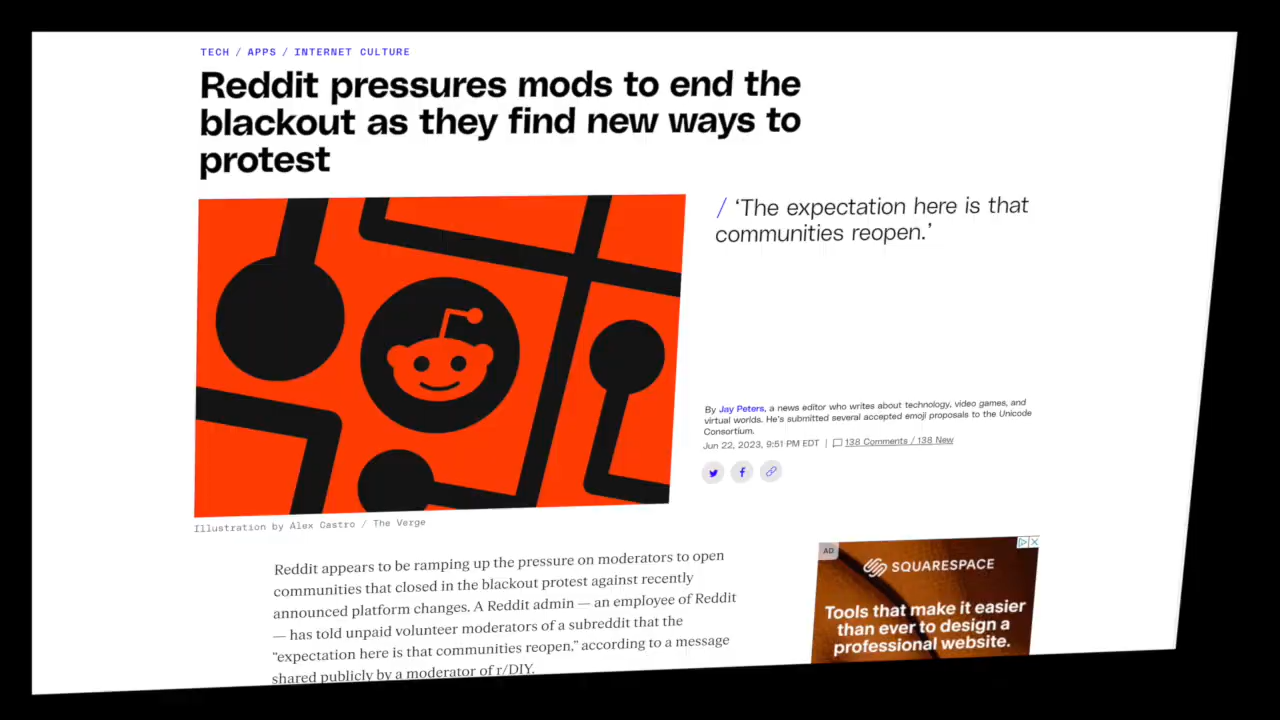 TECH / APPS / INTERNET CULTURE
Reddit pressures mods to end the
blackout as they find new ways to
protest
/ ‘The expectation here is that
communities reopen.’
By Jay Peters, a news editor who writes about technology, video games, and
virtual worlds. He's submitted several accepted emoji proposals to the Unicode
Consortium.
Jun 22, 2023, 9:51 PM EDT | 138 Comments / 138 New
Illustration by Alex Castro / The Verge
Reddit appears to be ramping up the pressure on moderators to open
communities that closed in the blackout protest against recently
announced platform changes. A Reddit admin — an employee of Reddit
— has told unpaid volunteer moderators of a subreddit that the
“expectation here is that communities reopen,” according to a message
shared publicly by a moderator of r/DIY.
AD
SQUARESPACE
Tools that make it easier
than ever to design a
professional website.